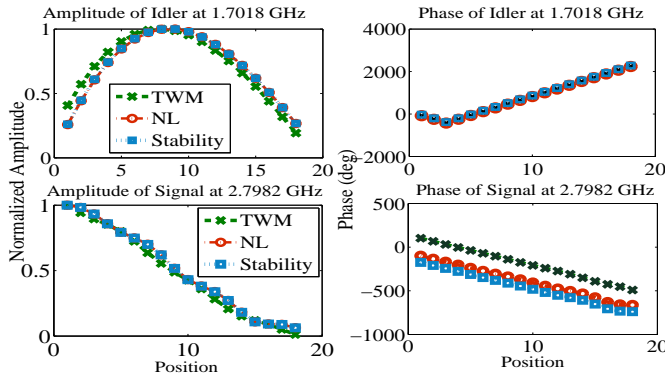 Amplitude of Idler at 1.7018 GHz
1
0.5
0
0 5 10 15 20
TWM
NL
Stability
Phase of Idler at 1.7018 GHz
4000
2000
0
−2000
0 10 20
Normalized Amplitude
Amplitude of Signal at 2.7982 GHz
1
0.5
0
0 10 20
Position
TWM
NL
Stability
Phase (deg)
Phase of Signal at 2.7982 GHz
500
0
−500
−1000
0 10 20
Position
TWM
NL
Stability